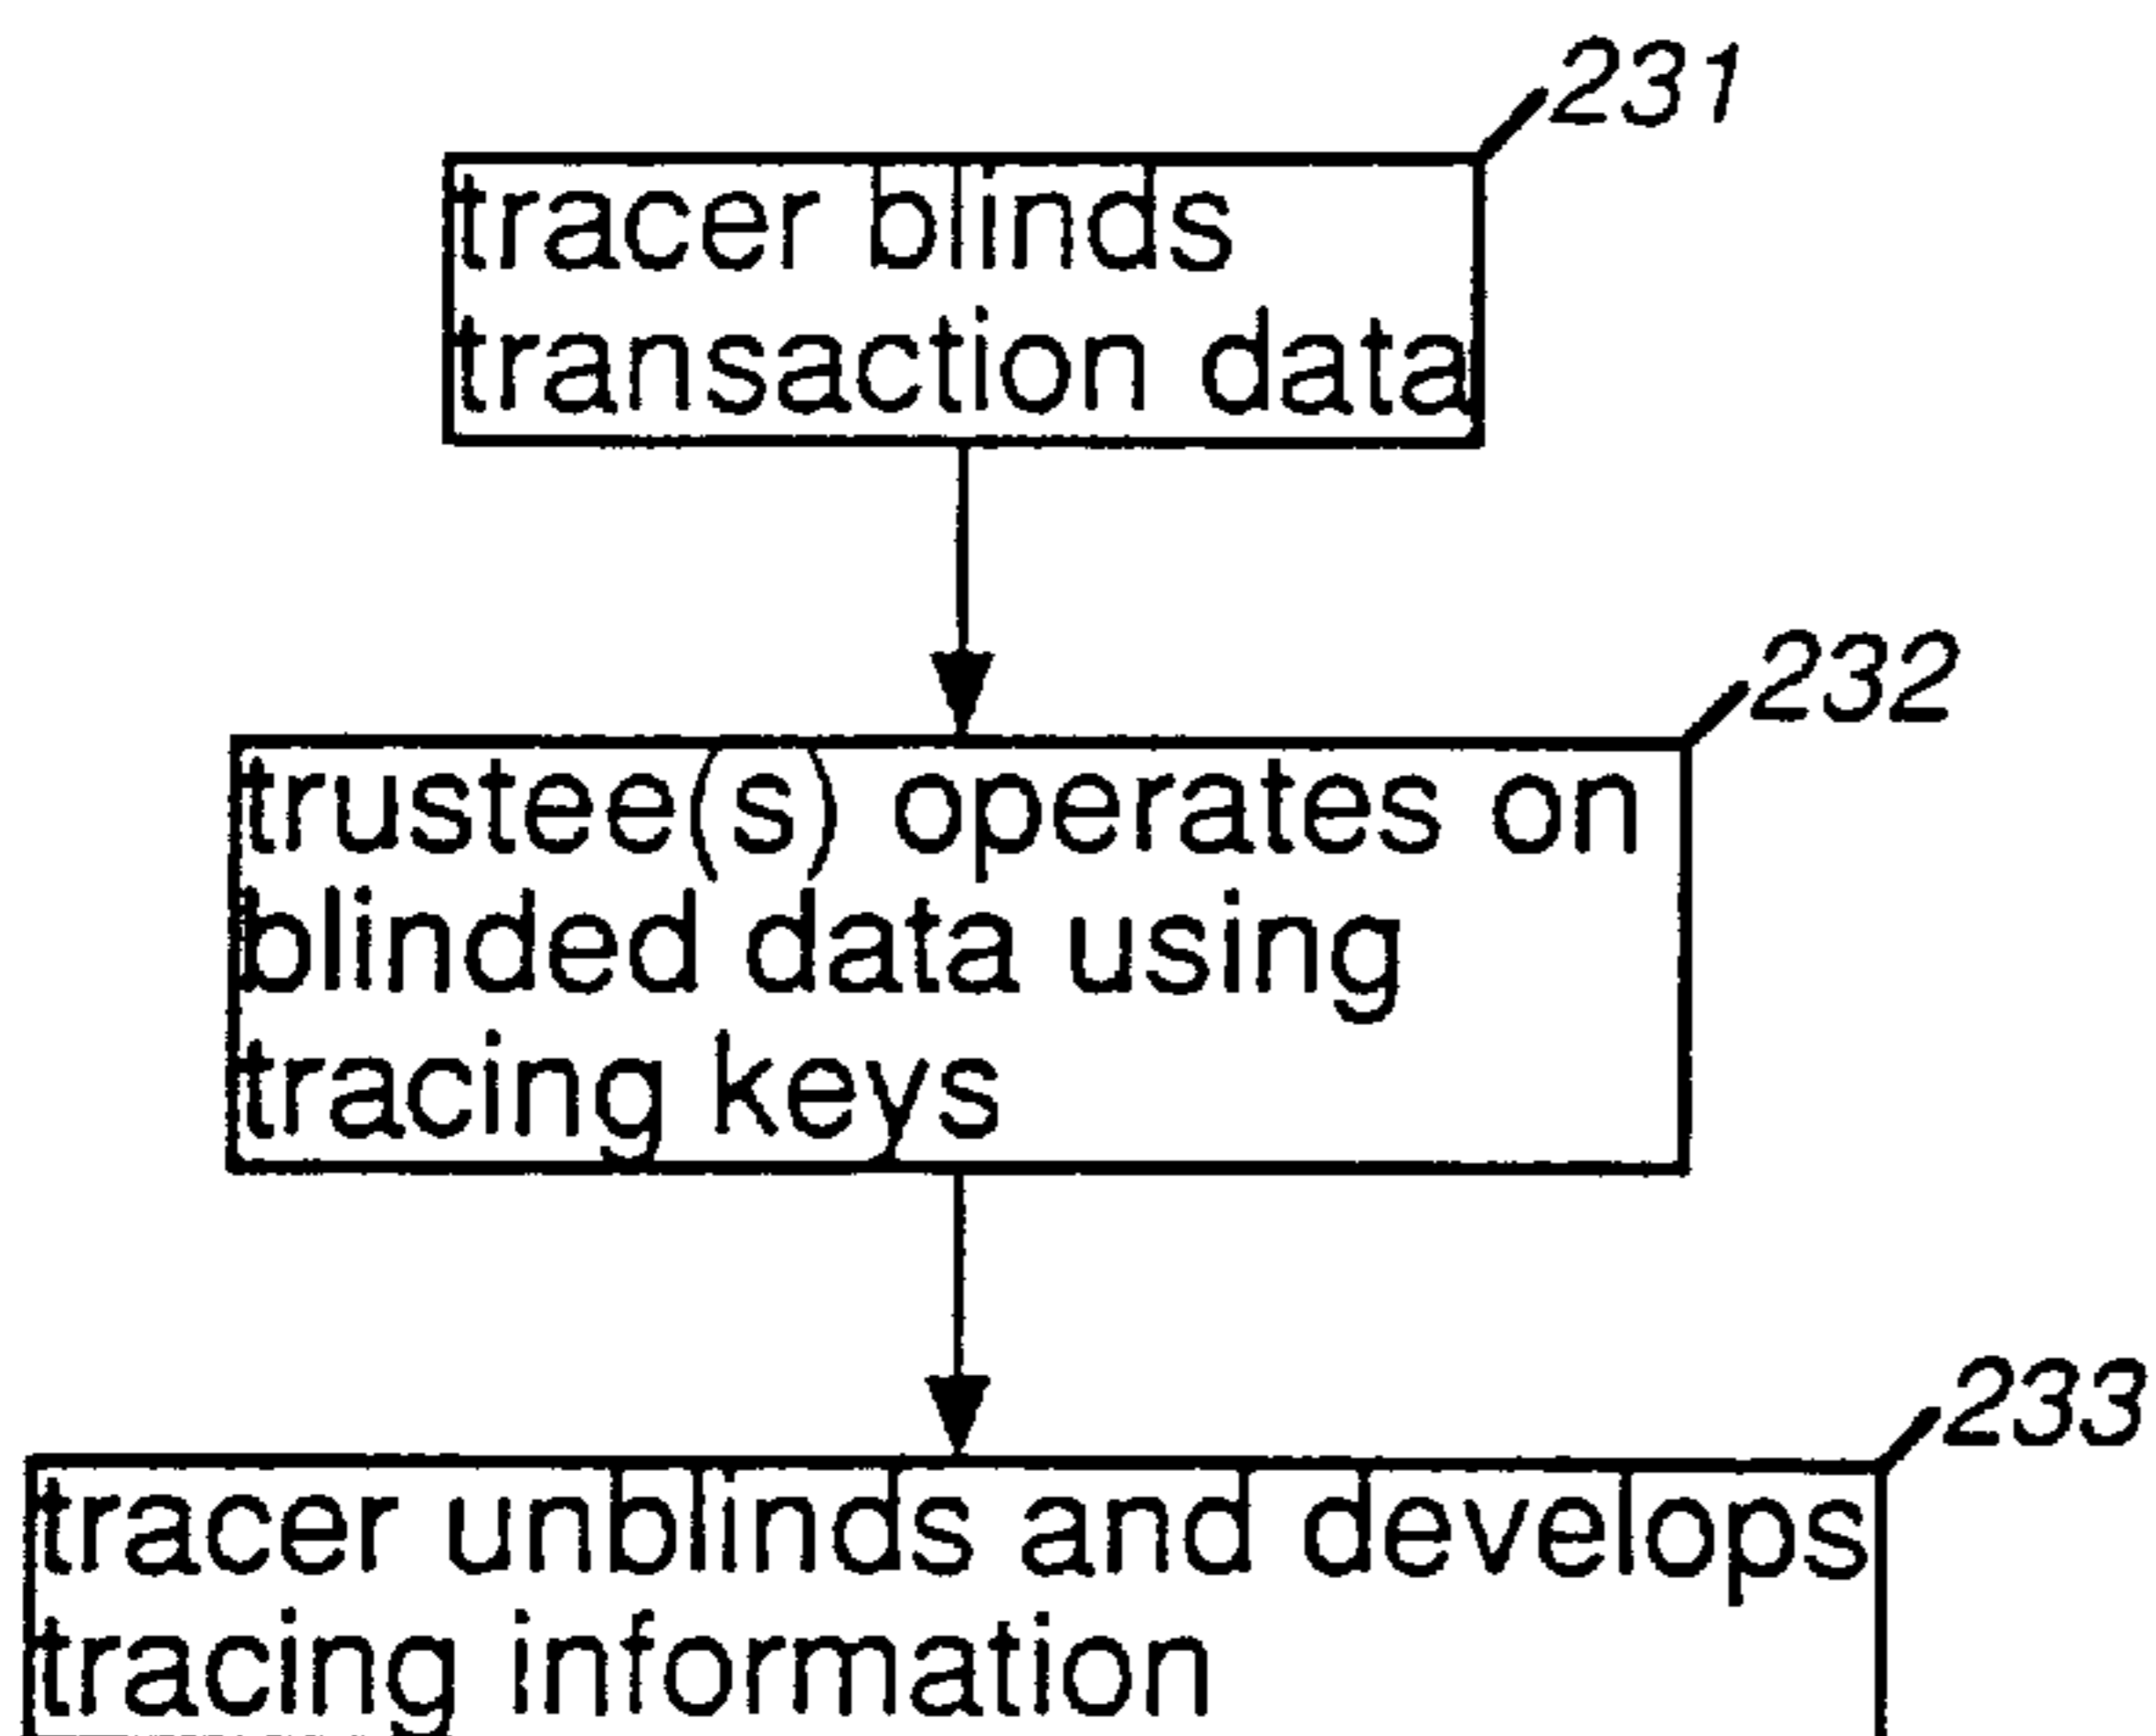 231
tracer blinds
transaction data
232
trustee(s) operates on
blinded data using
tracing keys
233
tracer unblinds and develops
tracing information